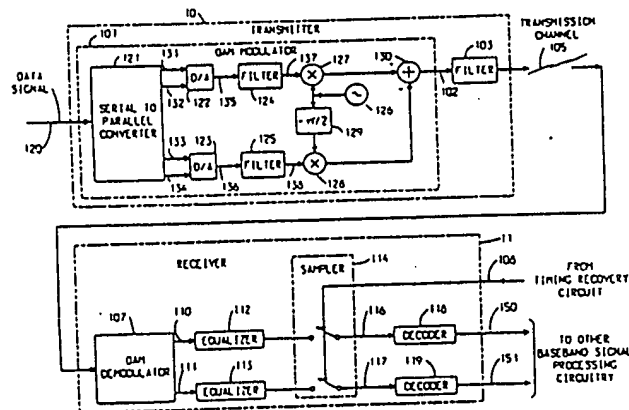 10
TRANSMITTER
101
QAM MODULATOR
121
131
132
D/A
122
135
FILTER
124
137
127
130
103
FILTER
102
TRANSMISSION
CHANNEL
105
DATA
SIGNAL
120
SERIAL TO
PARALLEL
CONVERTER
126
-π/2
129
133
134
123
D/A
136
125
FILTER
138
128
11
RECEIVER
SAMPLER
114
106
FROM
TIMING RECOVERY
CIRCUIT
107
QAM
DEMODULATOR
110
112
EQUALIZER
116
118
DECODER
150
TO OTHER
BASEBAND SIGNAL
PROCESSING
CIRCUITRY
111
113
EQUALIZER
117
119
DECODER
151